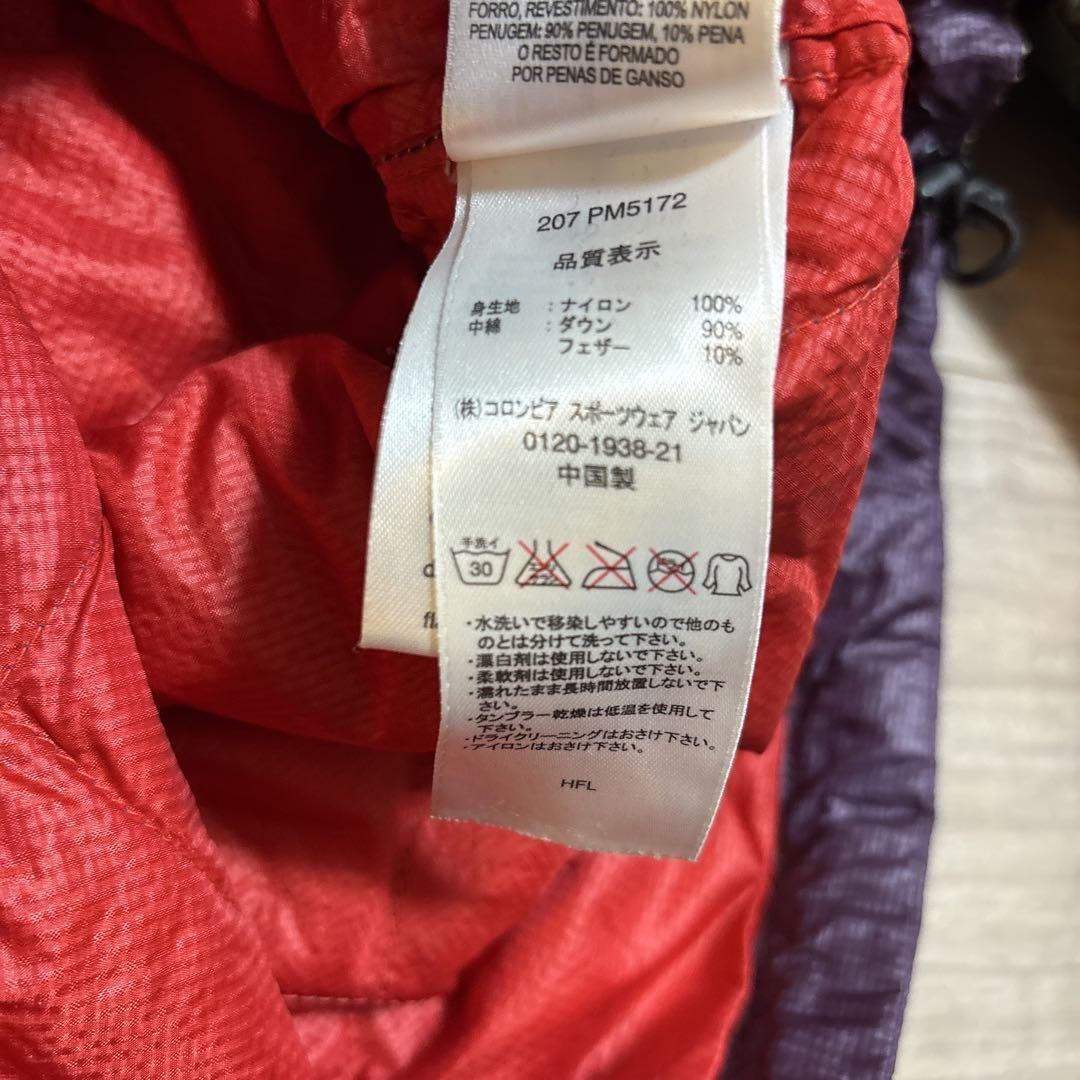 FORRO, REVESTIMENTO: 100% NYLON
PENUGEM: 90% PENUGEM, 10% PENA
O RESTO É FORMADO
POR PENAS DE GANSO
207 PM5172
品質表示
身生地 : ナイロン 100%
中綿 : ダウン 90%
フェザー 10%
(株)コロンビア スポーツウェア ジャパン
0120-1938-21
中国製
手洗イ
30
・水洗いで移染しやすいので他のも
のとは分けて洗って下さい。
・漂白剤は使用しないで下さい。
・柔軟剤は使用しないで下さい。
・濡れたまま長時間放置しないで下
さい。
・タンブラー乾燥は低温を使用して
下さい。
・ドライクリーニングはおさけ下さい。
・アイロンはおさけ下さい。
HFL